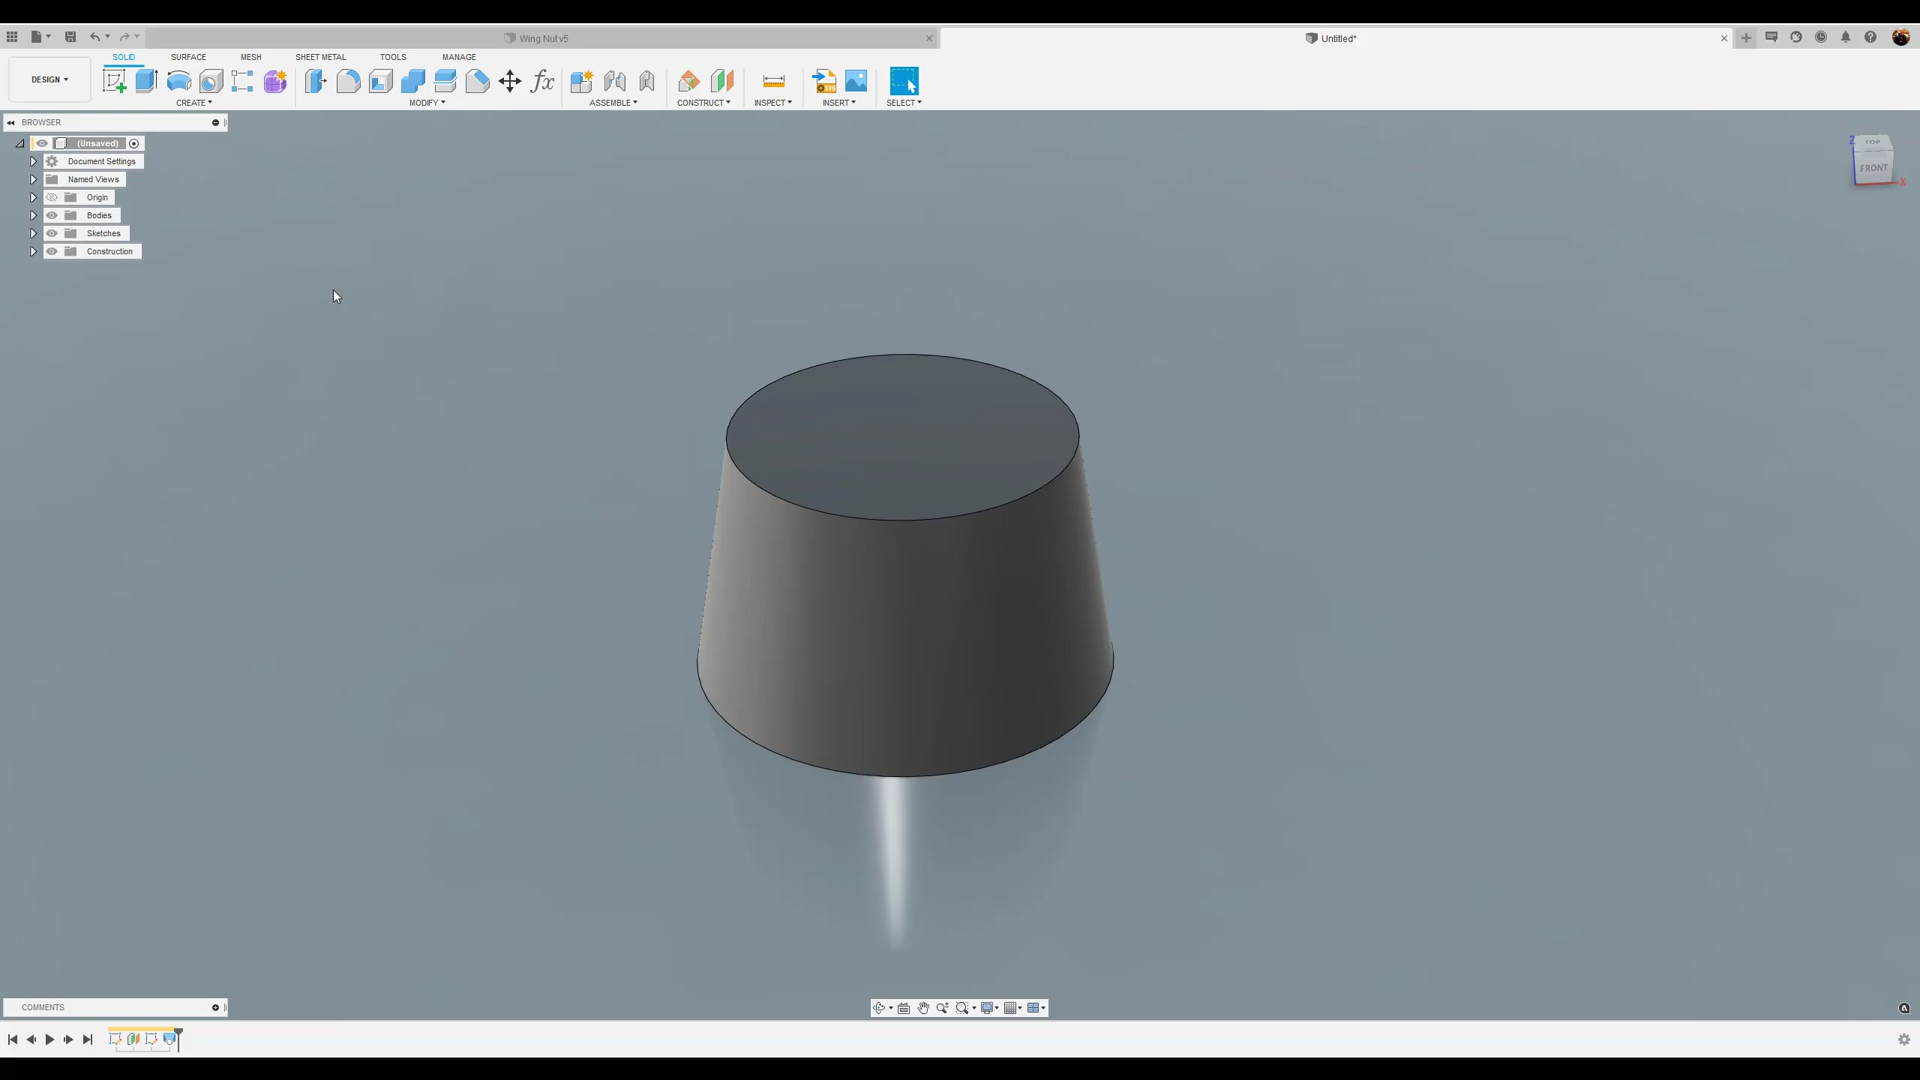 Wing Nut v5
Untitled*
SOLID SURFACE MESH SHEET METAL TOOLS MANAGE
DESIGN
CREATE MODIFY ASSEMBLE CONSTRUCT INSPECT INSERT SELECT
BROWSER
(Unsaved)
Document Settings
Named Views
Origin
Bodies
Sketches
Construction
TOP
FRONT
Z
X
COMMENTS